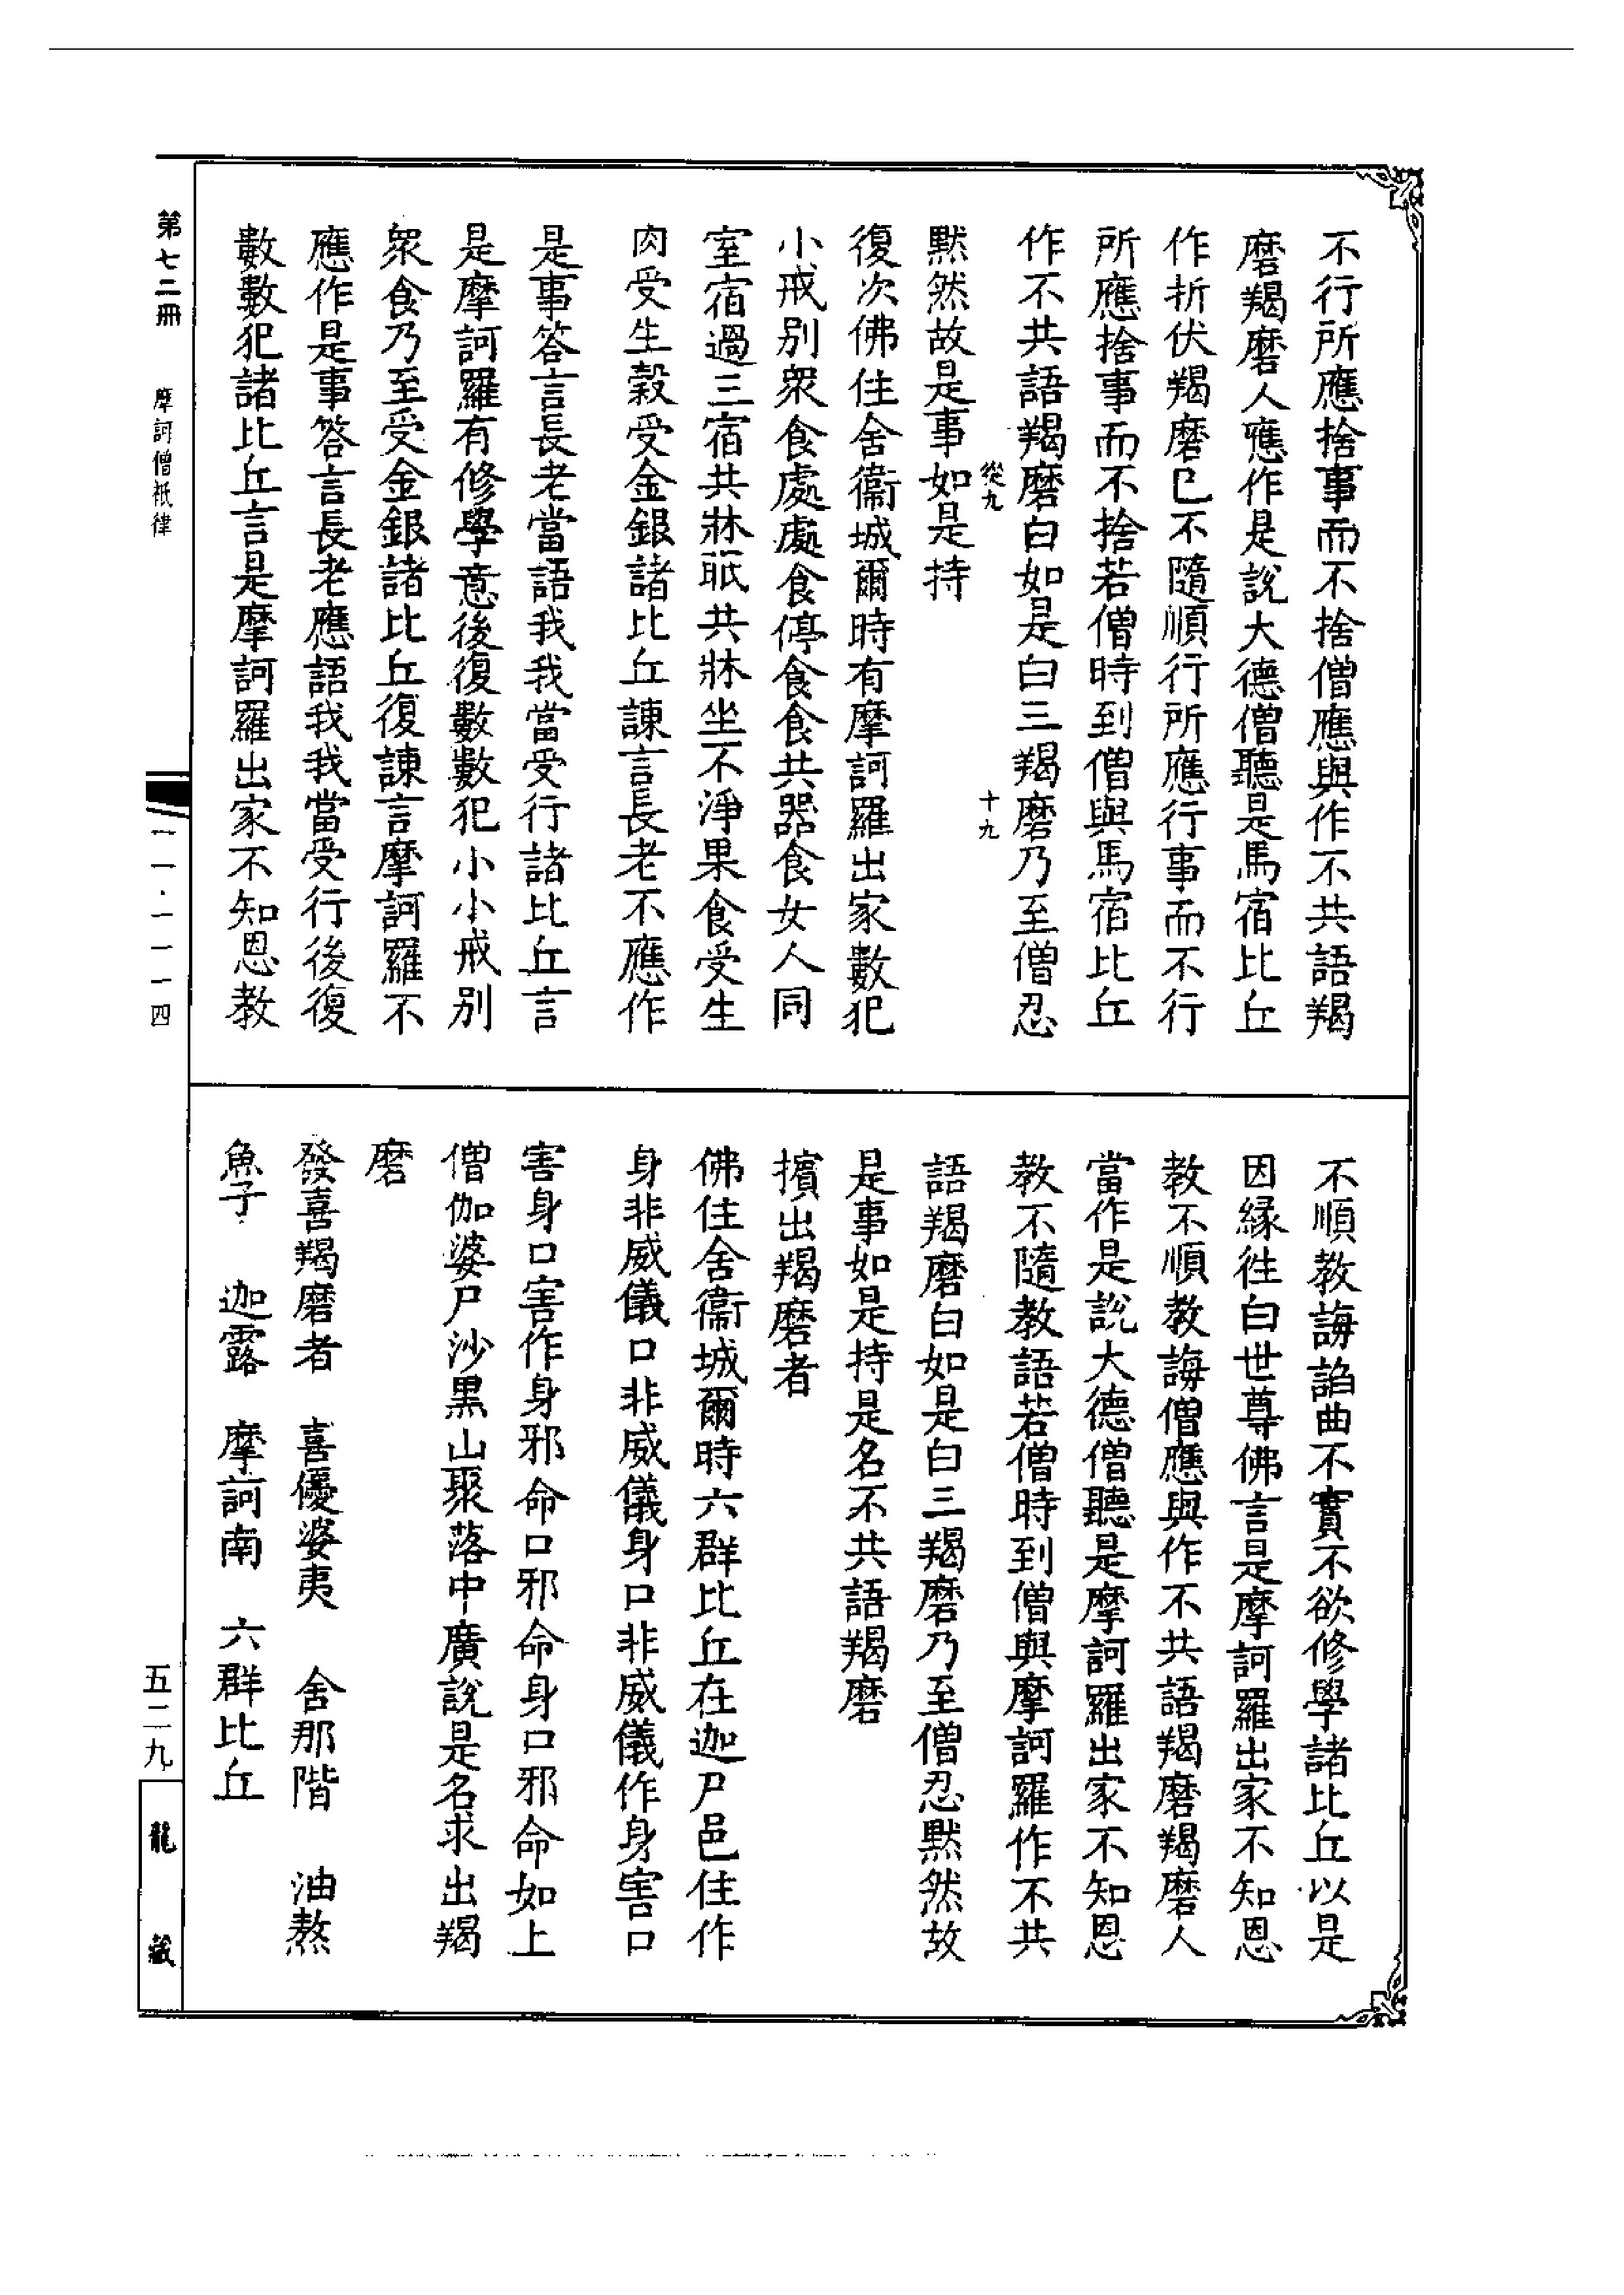 不行所應捨事而不捨僧應與作不共語羯
磨羯磨人應作是說大德僧聽是馬宿比丘
作折伏羯磨已不隨順行所應行事而不行
所應捨事而不捨若僧時到僧與馬宿比丘
作不共語羯磨白如是白三羯磨乃至僧忍
從九
十九
默然故是事如是持
復次佛住舍衞城爾時有摩訶羅出家數犯
小戒別衆食處處食停食食共器食女人同
室宿過三宿共牀眠共牀坐不淨果食受生
肉受生穀受金銀諸比丘諫言長老不應作
是事答言長老當語我我當受行諸比丘言
是摩訶羅有修學意後復數數犯小小戒別
衆食乃至受金銀諸比丘復諫言摩訶羅不
應作是事答言長老應語我我當受行後復
數數犯諸比丘言是摩訶羅出家不知恩教
不順教誨諂曲不實不欲修學諸比丘以是
因緣往白世尊佛言是摩訶羅出家不知恩
教不順教誨僧應與作不共語羯磨羯磨人
當作是說大德僧聽是摩訶羅出家不知恩
教不隨教語若僧時到僧與摩訶羅作不共
語羯磨白如是白三羯磨乃至僧忍默然故
是事如是持是名不共語羯磨
擯出羯磨者
佛住舍衞城爾時六群比丘在迦尸邑住作
身非威儀口非威儀身口非威儀作身害口
害身口害作身邪命口邪命身口邪命如上
僧伽婆尸沙黑山聚落中廣說是名求出羯
磨
發喜羯磨者　喜優婆夷　舍那階　油熬
魚子　迦露　摩訶南　六群比丘
第七二冊　摩訶僧祇律
一一·一一一四
五二九
龍藏